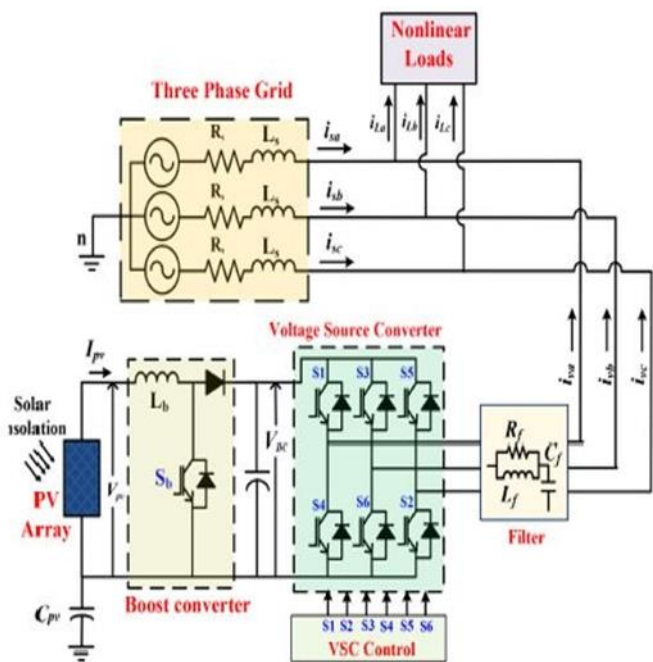 Nonlinear
Loads
Three Phase Grid
i_La
i_Lb
i_Lc
R_s
L_s
i_sa
R_s
L_s
i_sb
n
R_s
L_s
i_sc
Voltage Source Converter
I_pv
L_b
Solar
nsolation
PV
Array
V_pv
S_b
V_DC
S1
S3
S5
S4
S6
S2
i_va
i_vb
i_vc
R_f
C_f
L_f
Filter
C_pv
Boost converter
S1 S2 S3 S4 S5 S6
VSC Control